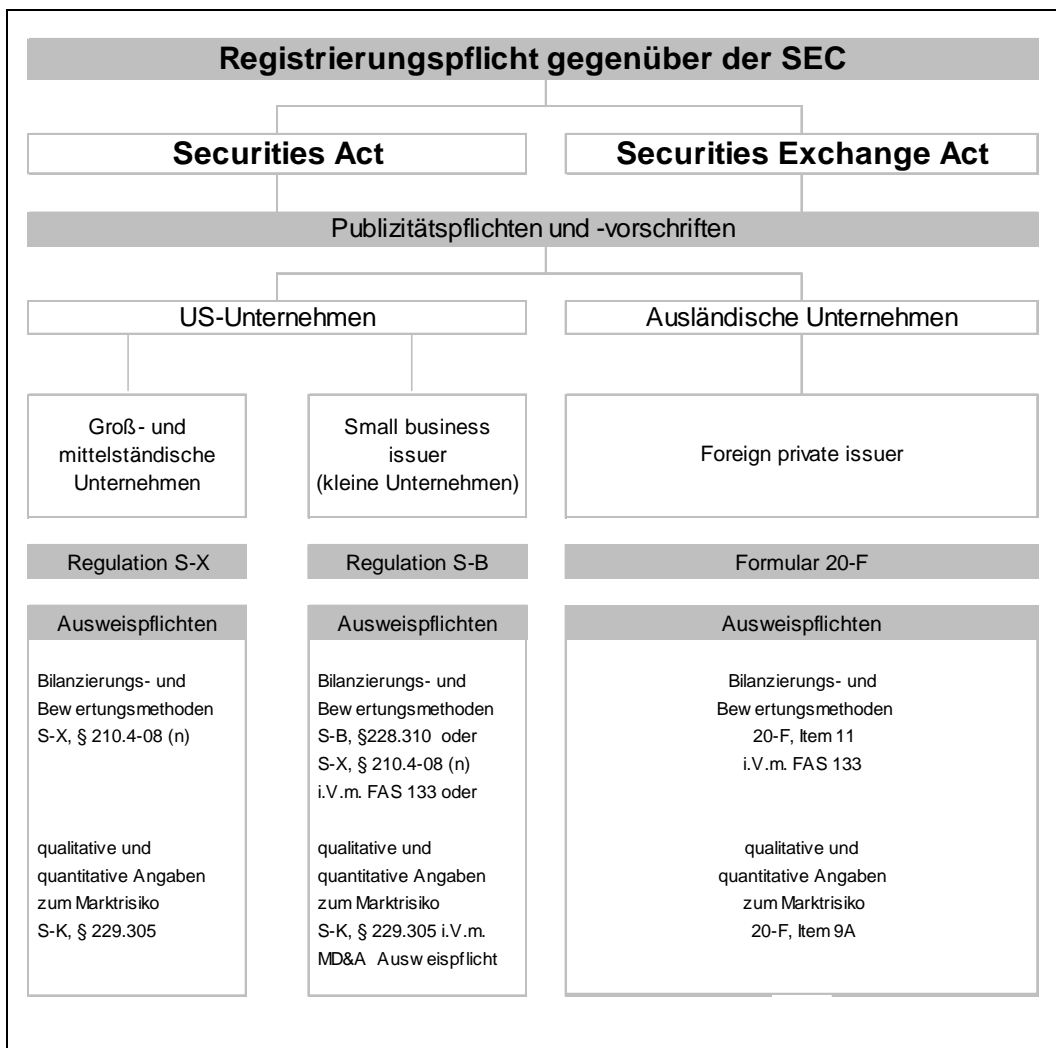 Registrierungspflicht gegenüber der SEC
Securities Act
Securities Exchange Act
Publizitätspflichten und -vorschriften
US-Unternehmen
Ausländische Unternehmen
Groß- und
mittelständische
Unternehmen
Small business
issuer
(kleine Unternehmen)
Foreign private issuer
Regulation S-X
Regulation S-B
Formular 20-F
Ausweispflichten
Bilanzierungs- und
Bewertungsmethoden
S-X, § 210.4-08 (n)
qualitative und
quantitative Angaben
zum Marktrisiko
S-K, § 229.305
Ausweispflichten
Bilanzierungs- und
Bewertungsmethoden
S-B, §228.310 oder
S-X, § 210.4-08 (n)
i.V.m. FAS 133 oder
qualitative und
quantitative Angaben
zum Marktrisiko
S-K, § 229.305 i.V.m.
MD&A Ausweispflicht
Ausweispflichten
Bilanzierungs- und
Bewertungsmethoden
20-F, Item 11
i.V.m. FAS 133
qualitative und
quantitative Angaben
zum Marktrisiko
20-F, Item 9A